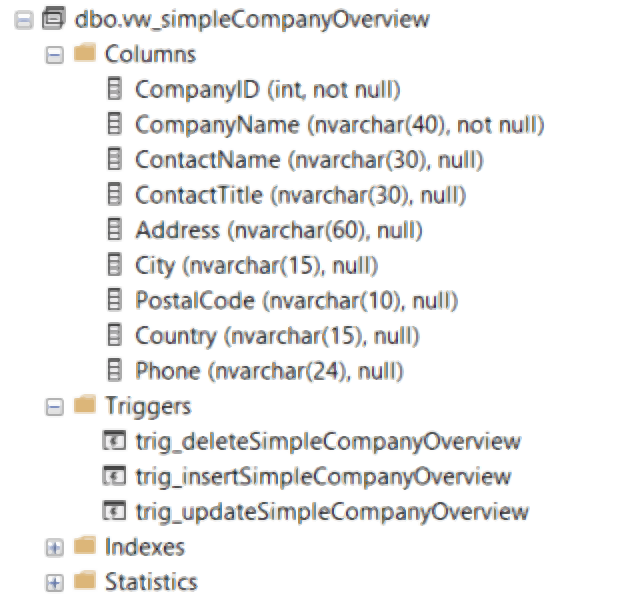 dbo.vw_simpleCompanyOverview
Columns
CompanyID (int, not null)
CompanyName (nvarchar(40), not null)
ContactName (nvarchar(30), null)
ContactTitle (nvarchar(30), null)
Address (nvarchar(60), null)
City (nvarchar(15), null)
PostalCode (nvarchar(10), null)
Country (nvarchar(15), null)
Phone (nvarchar(24), null)
Triggers
trig_deleteSimpleCompanyOverview
trig_insertSimpleCompanyOverview
trig_updateSimpleCompanyOverview
Indexes
Statistics